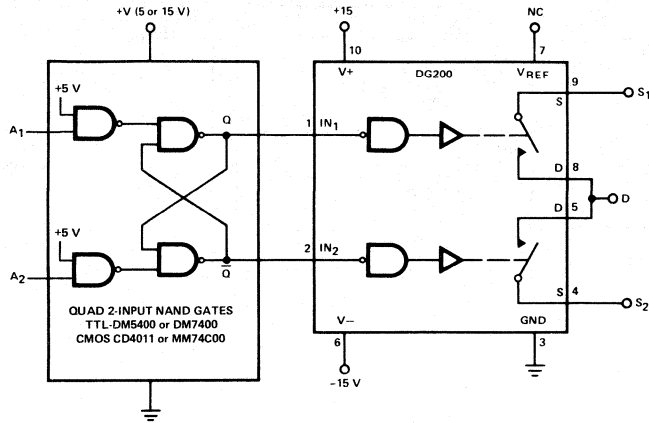 +V (5 or 15 V)
+15
NC
10
7
V+
DG200
VREF
9
+5 V
S
S1
A1
Q
1
IN1
D
8
D
D
5
+5 V
2
IN2
A2
Q̅
S
4
S2
QUAD 2-INPUT NAND GATES
TTL-DM5400 or DM7400
CMOS CD4011 or MM74C00
V−
GND
6
3
−15 V